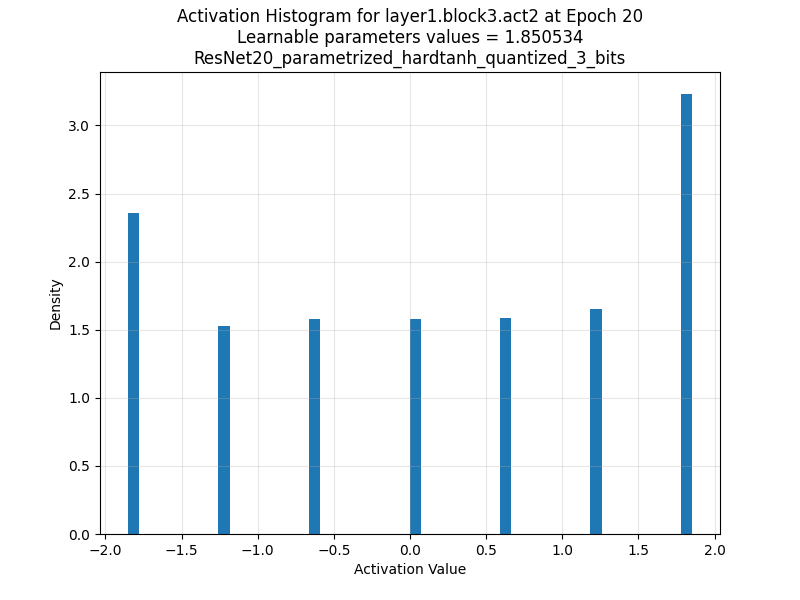 Activation Histogram for layer1.block3.act2 at Epoch 20
Learnable parameters values = 1.850534
ResNet20_parametrized_hardtanh_quantized_3_bits
3.0
2.5
2.0
1.5
1.0
0.5
0.0
Density
−2.0 −1.5 −1.0 −0.5 0.0 0.5 1.0 1.5 2.0
Activation Value